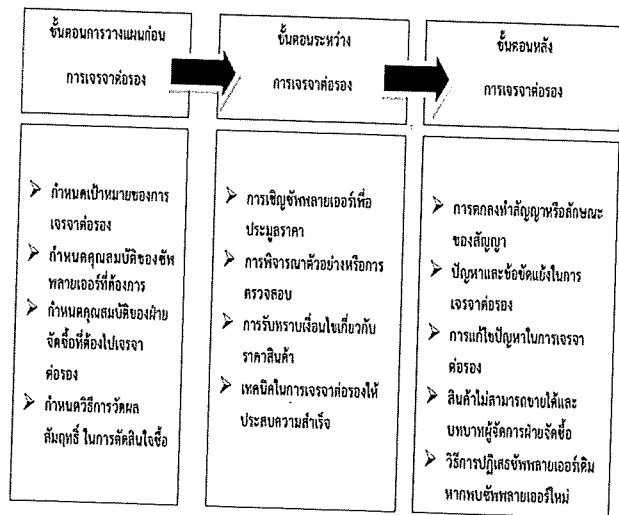 ขั้นตอนการวางแผนก่อน
การเจรจาต่อรอง
ขั้นตอนระหว่าง
การเจรจาต่อรอง
ขั้นตอนหลัง
การเจรจาต่อรอง
กำหนดเป้าหมายของการ
เจรจาต่อรอง
กำหนดคุณสมบัติของซัพ
พลายเออร์ที่ต้องการ
กำหนดคุณสมบัติของฝ่าย
จัดซื้อที่ต้องไปเจรจา
ต่อรอง
กำหนดวิธีการวัดผล
สัมฤทธิ์ ในการตัดสินใจซื้อ
การเชิญซัพพลายเออร์เพื่อ
ประมูลราคา
การพิจารณาตัวอย่างหรือการ
ตรวจสอบ
การรับทราบเงื่อนไขเกี่ยวกับ
ราคาสินค้า
เทคนิคในการเจรจาต่อรองให้
ประสบความสำเร็จ
การตกลงทำสัญญาหรือลักษณะ
ของสัญญา
ปัญหาและข้อขัดแย้งในการ
เจรจาต่อรอง
การแก้ไขปัญหาในการเจรจา
ต่อรอง
สินค้าไม่สามารถขายได้และ
บทบาทผู้จัดการฝ่ายจัดซื้อ
วิธีการปฏิเสธซัพพลายเออร์เดิม
หากพบซัพพลายเออร์ใหม่